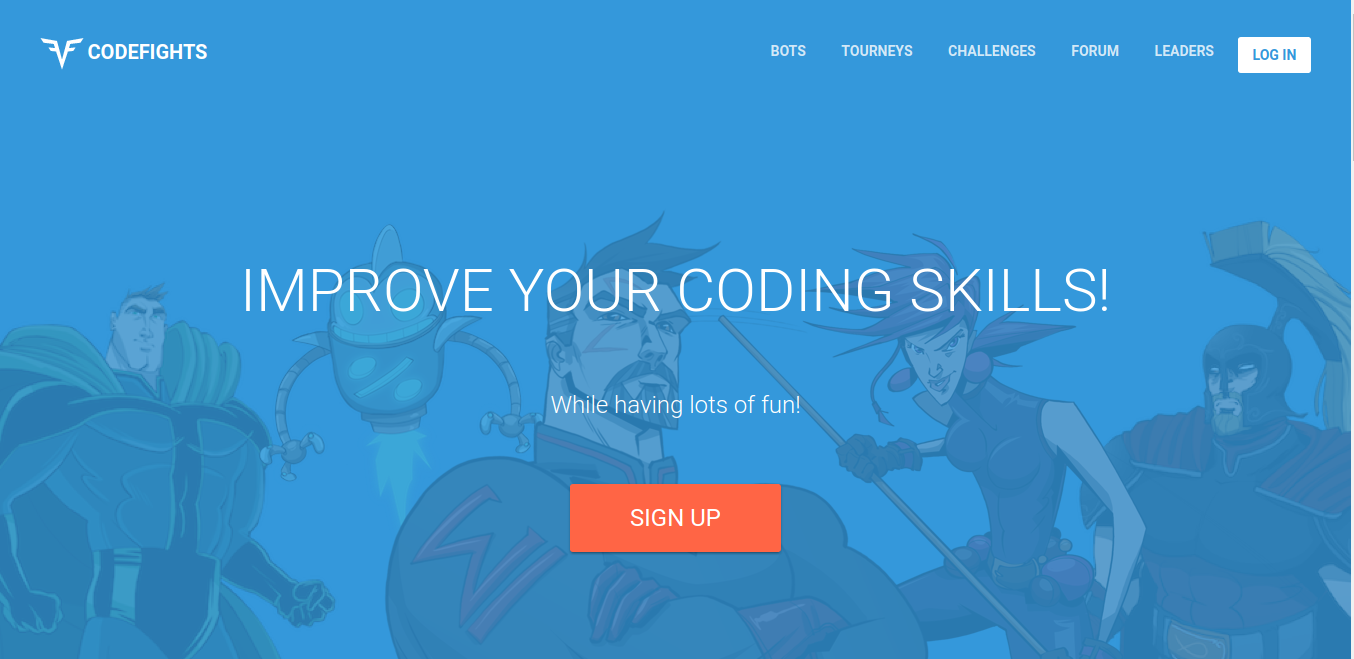 CODEFIGHTS
BOTS TOURNEYS CHALLENGES FORUM LEADERS LOG IN
IMPROVE YOUR CODING SKILLS!
While having lots of fun!
SIGN UP